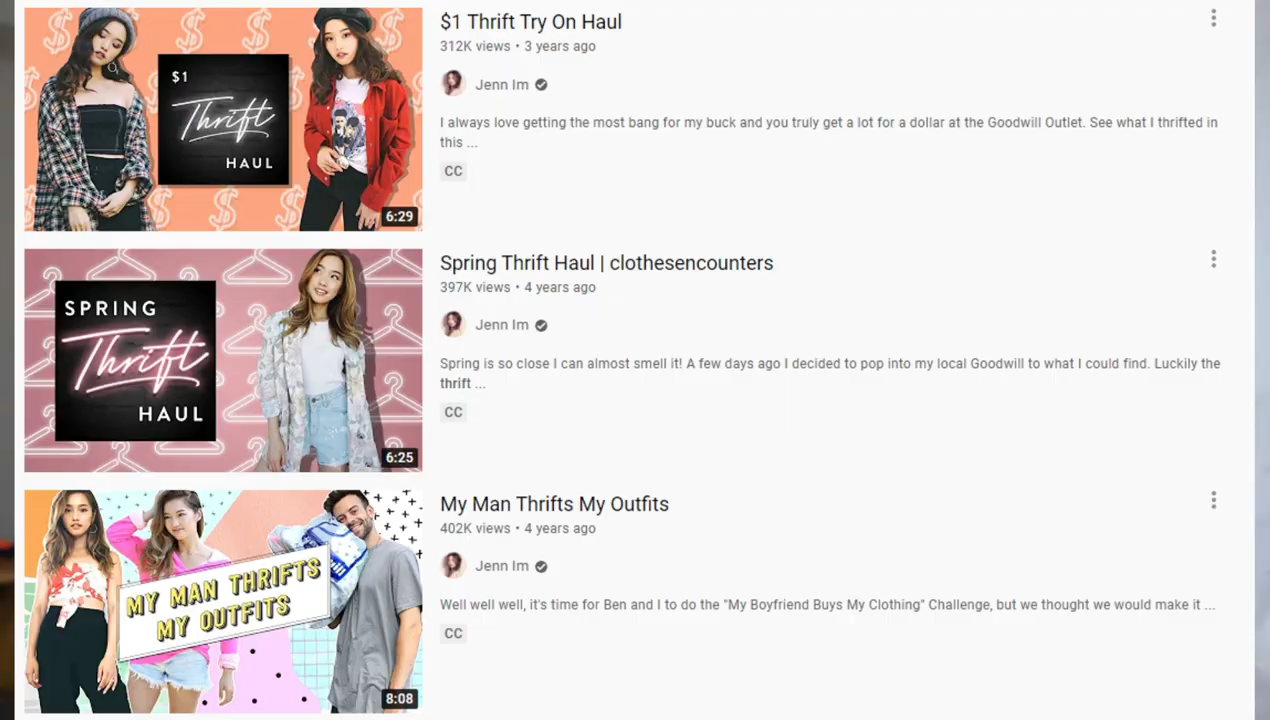 $1
Thrift
HAUL
6:29
$1 Thrift Try On Haul
312K views • 3 years ago
Jenn Im
I always love getting the most bang for my buck and you truly get a lot for a dollar at the Goodwill Outlet. See what I thrifted in
this ...
CC
SPRING
Thrift
HAUL
6:25
Spring Thrift Haul | clothesencounters
397K views • 4 years ago
Jenn Im
Spring is so close I can almost smell it! A few days ago I decided to pop into my local Goodwill to what I could find. Luckily the
thrift ...
CC
MY MAN THRIFTS
MY OUTFITS
8:08
My Man Thrifts My Outfits
402K views • 4 years ago
Jenn Im
Well well well, it's time for Ben and I to do the "My Boyfriend Buys My Clothing" Challenge, but we thought we would make it ...
CC